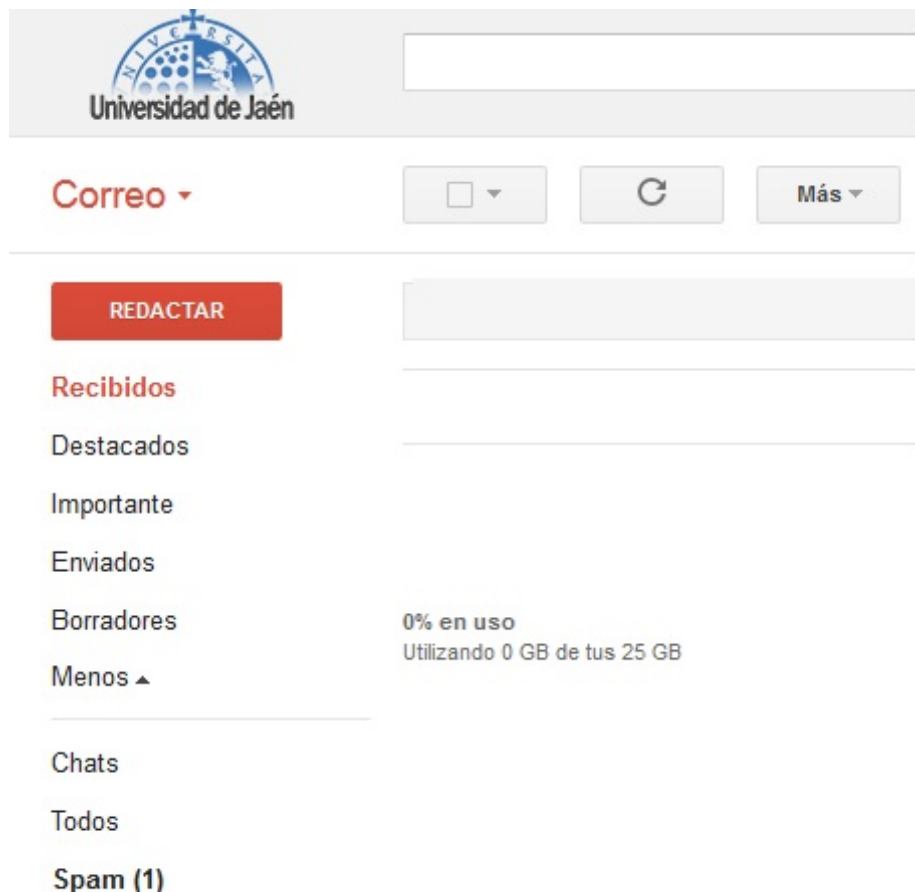 UNIVERSITA
Universidad de Jaén
Correo
Más
REDACTAR
Recibidos
Destacados
Importante
Enviados
Borradores
0% en uso
Utilizando 0 GB de tus 25 GB
Menos
Chats
Todos
Spam (1)